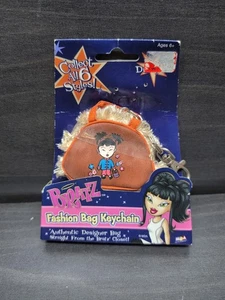 Collect
All 6
Styles!
Ages 6+
Bratz
Fashion Bag Keychain
Authentic Designer Bag
Straight From the Bratz Closet!